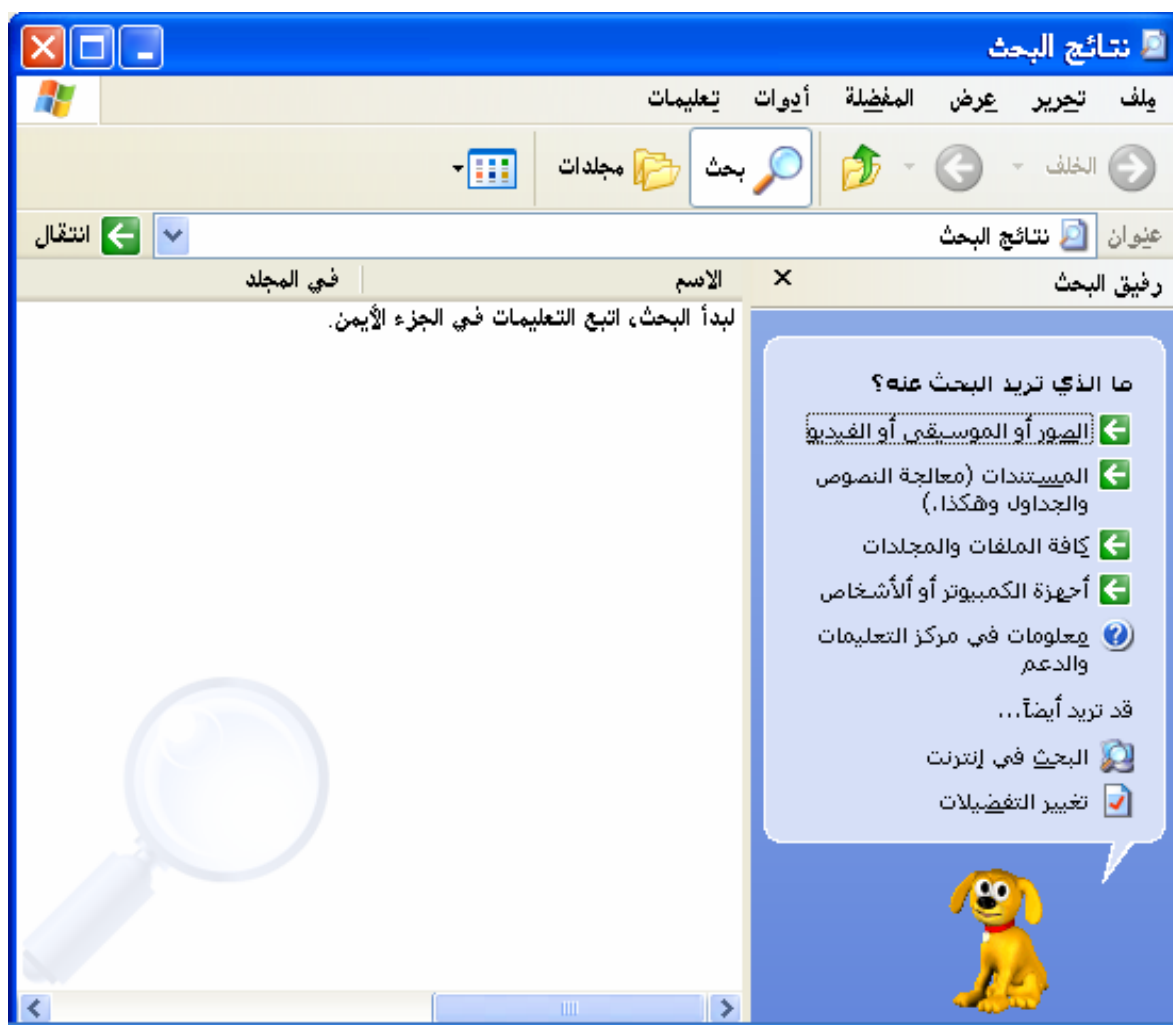 نتائج البحث
ملف تحرير عرض المفضلة أدوات تعليمات
الخلف بحث مجلدات
عنوان نتائج البحث انتقال
رفيق البحث
الاسم في المجلد
لبدأ البحث، اتبع التعليمات في الجزء الأيمن.
ما الذي تريد البحث عنه؟
الصور أو الموسيقى أو الفيديو
المستندات (معالجة النصوص
والجداول وهكذا.)
كافة الملفات والمجلدات
أجهزة الكمبيوتر أو ألأشخاص
معلومات في مركز التعليمات
والدعم
قد تريد أيضاً...
البحث في إنترنت
تغيير التفضيلات